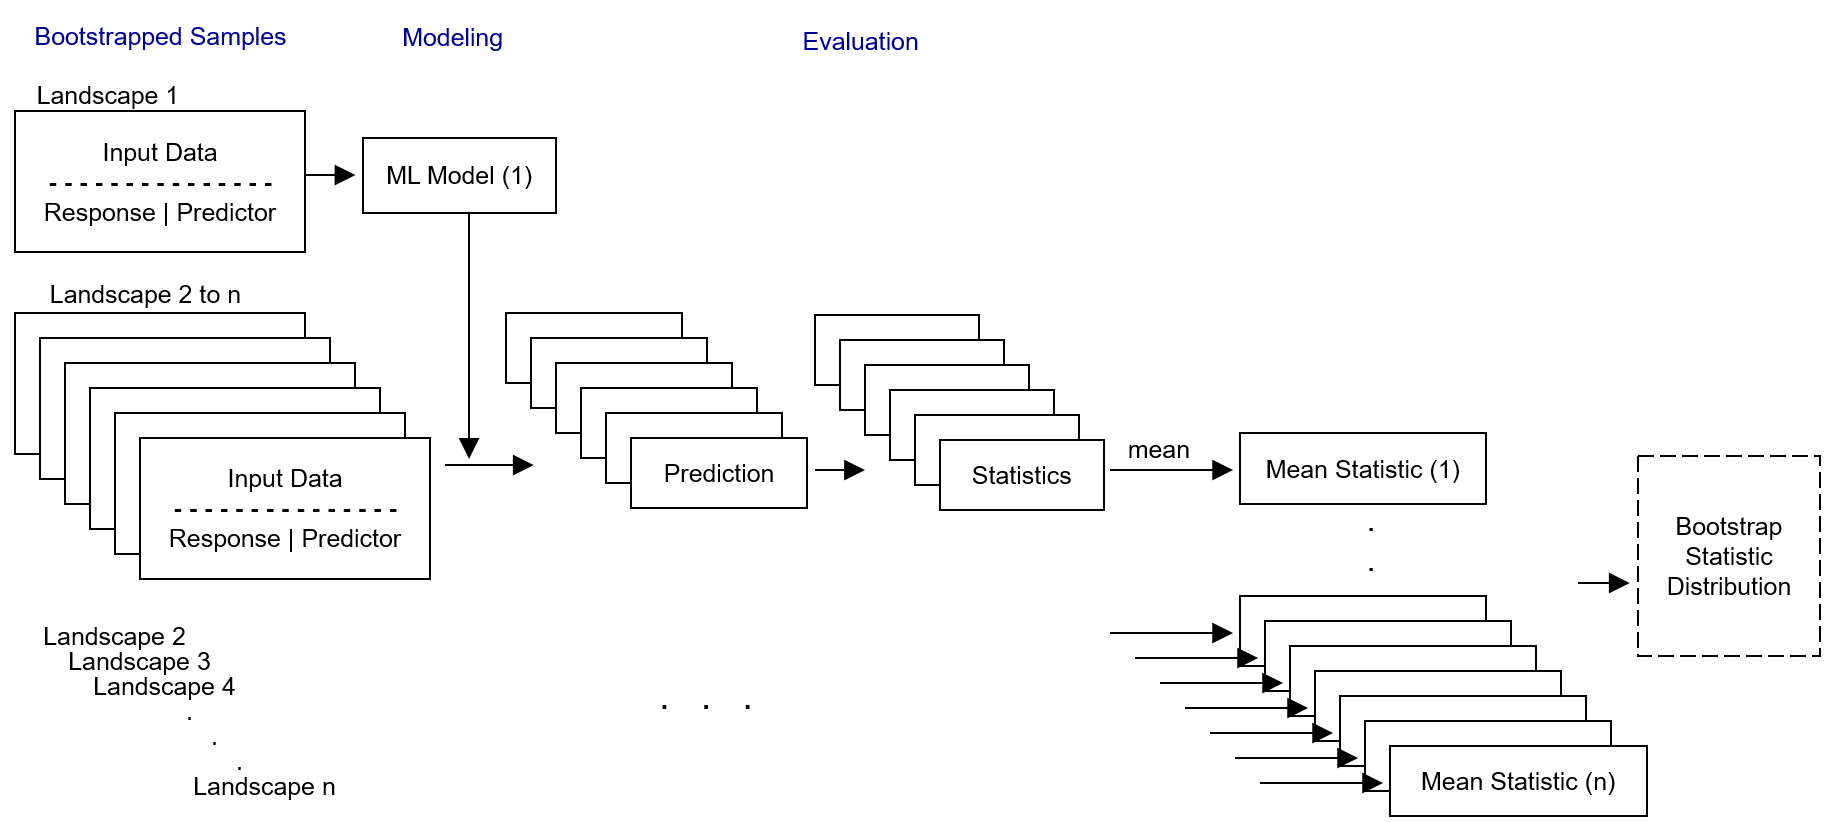 Bootstrapped Samples
Modeling
Evaluation
Landscape 1
Input Data
- - - - - - - - - - - - - - -
Response | Predictor
ML Model (1)
Landscape 2 to n
Input Data
- - - - - - - - - - - - - - -
Response | Predictor
Prediction
Statistics
mean
Mean Statistic (1)
.
.
Bootstrap
Statistic
Distribution
Landscape 2
Landscape 3
Landscape 4
.
.
.
Landscape n
. . .
Mean Statistic (n)